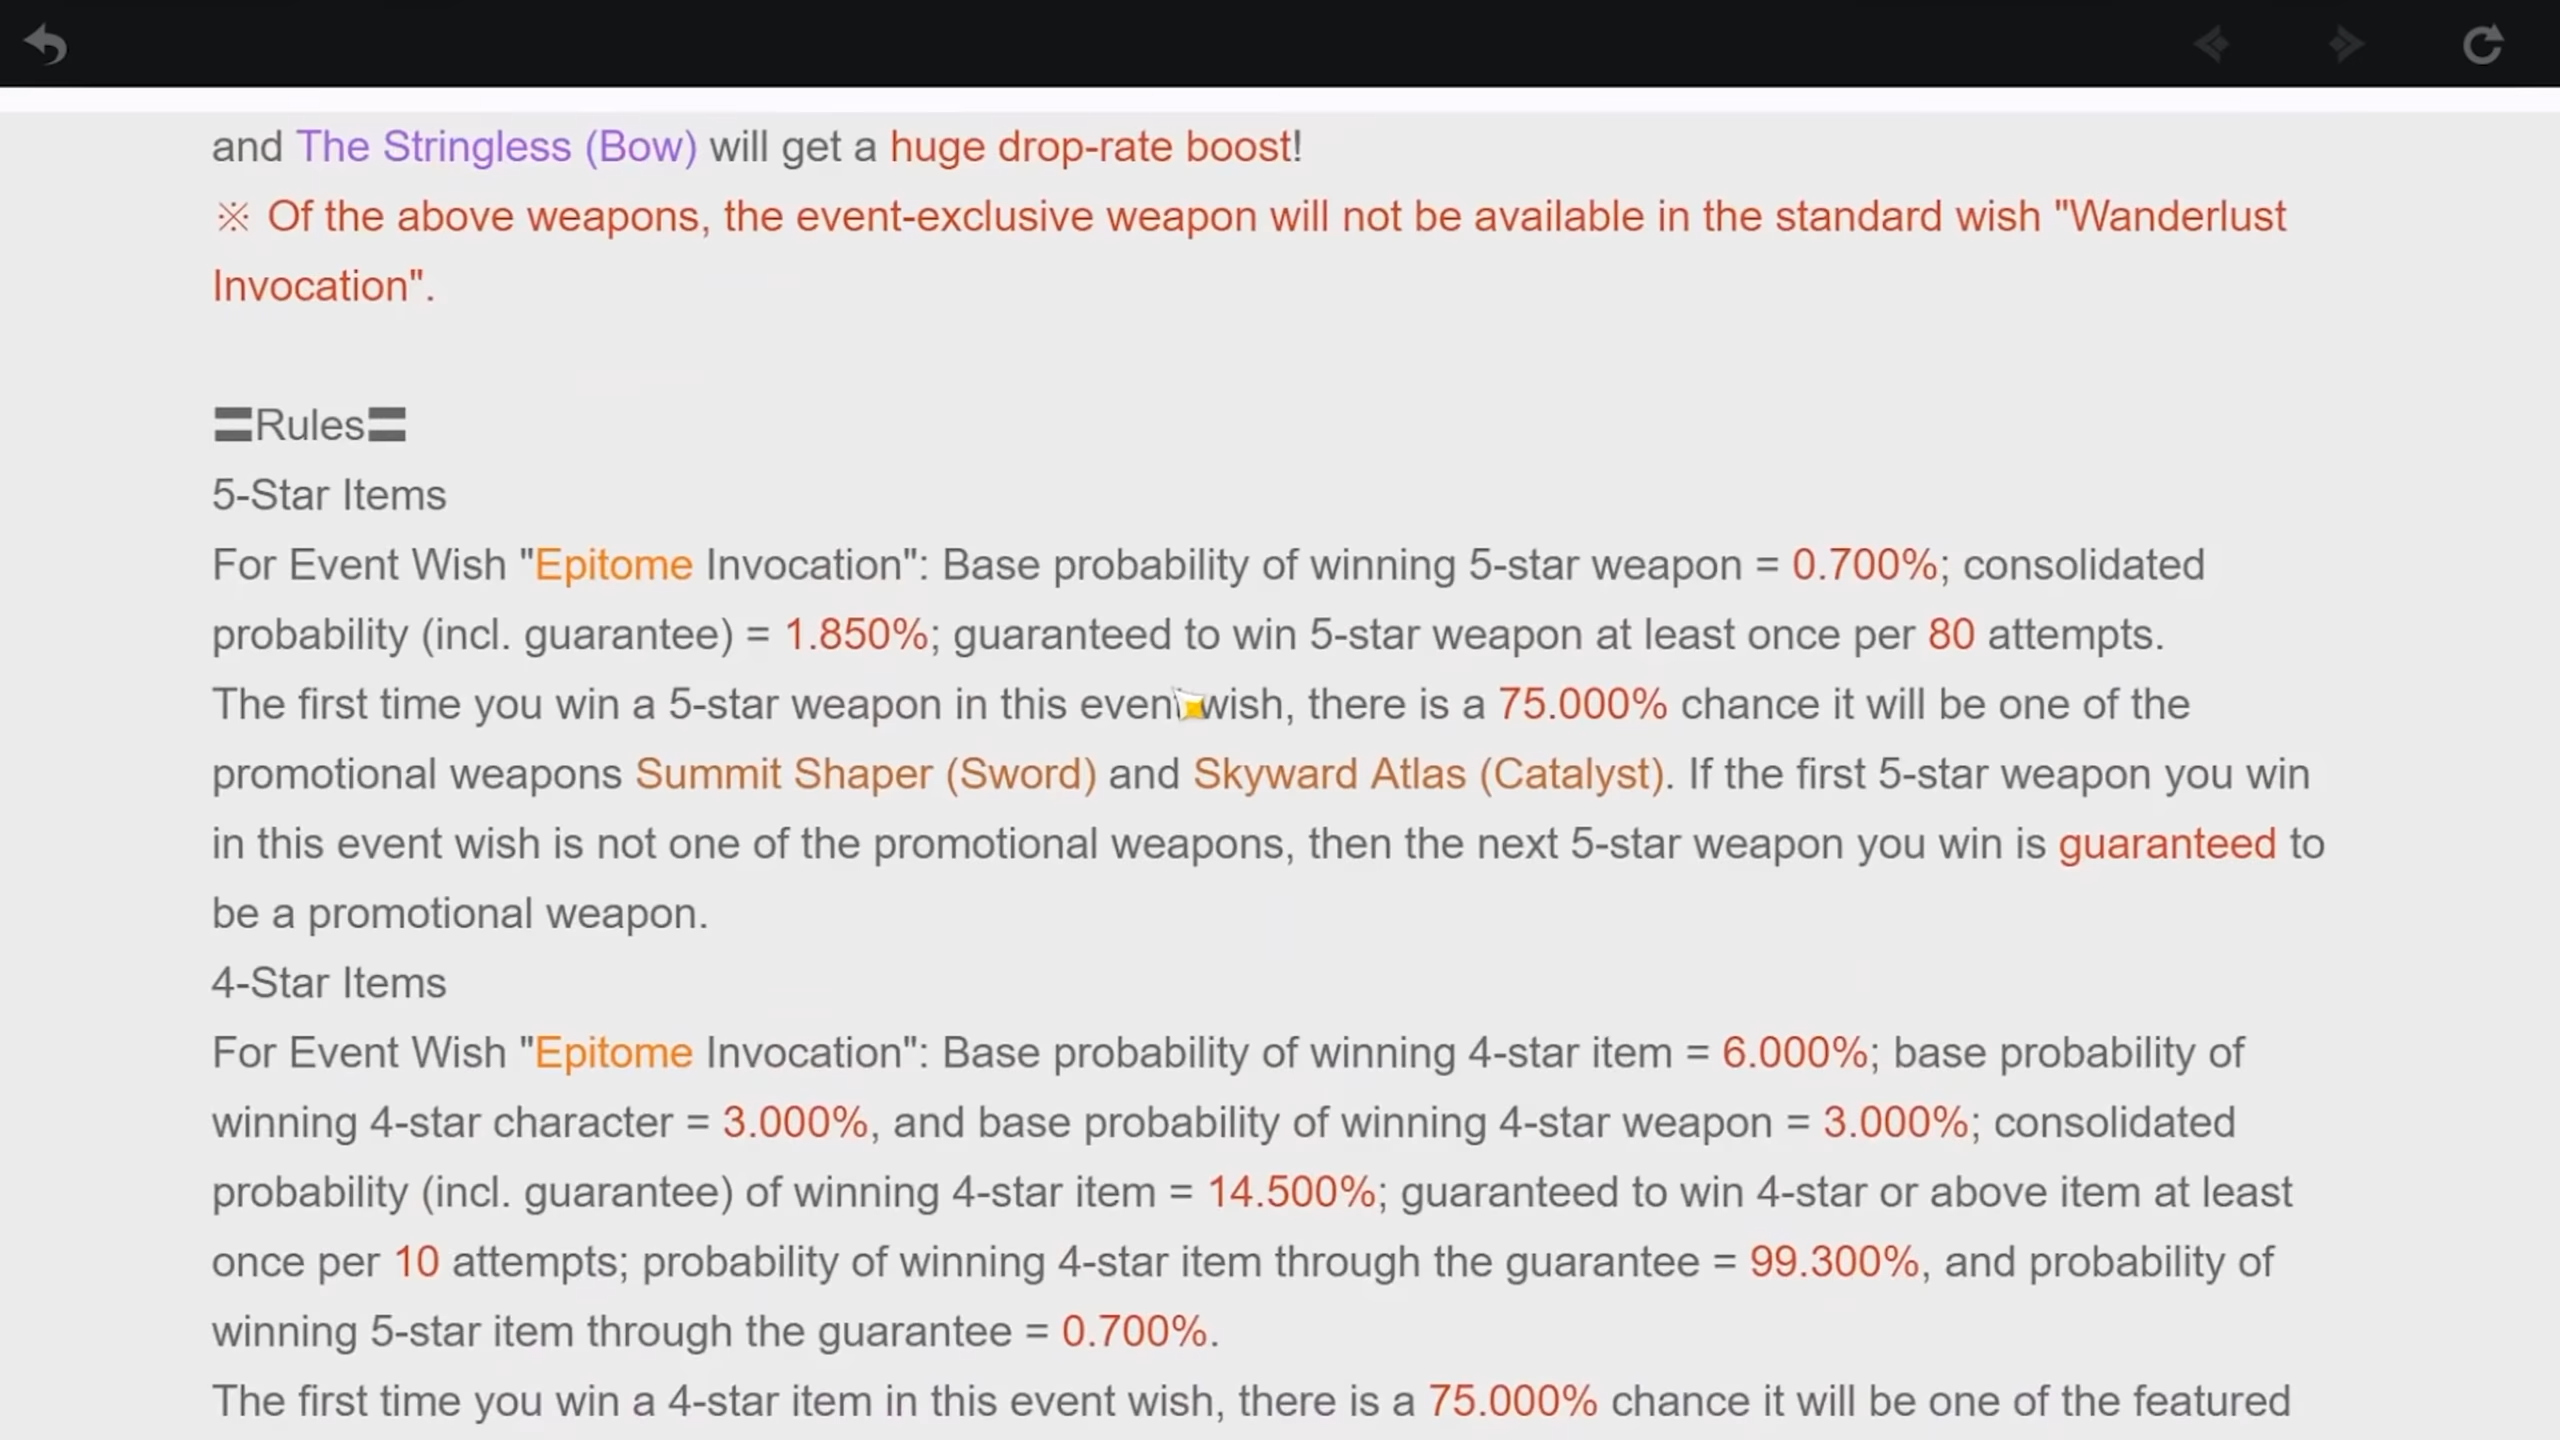 and The Stringless (Bow) will get a huge drop-rate boost!
※ Of the above weapons, the event-exclusive weapon will not be available in the standard wish "Wanderlust
Invocation".
〓Rules〓
5-Star Items
For Event Wish "Epitome Invocation": Base probability of winning 5-star weapon = 0.700%; consolidated
probability (incl. guarantee) = 1.850%; guaranteed to win 5-star weapon at least once per 80 attempts.
The first time you win a 5-star weapon in this event wish, there is a 75.000% chance it will be one of the
promotional weapons Summit Shaper (Sword) and Skyward Atlas (Catalyst). If the first 5-star weapon you win
in this event wish is not one of the promotional weapons, then the next 5-star weapon you win is guaranteed to
be a promotional weapon.
4-Star Items
For Event Wish "Epitome Invocation": Base probability of winning 4-star item = 6.000%; base probability of
winning 4-star character = 3.000%, and base probability of winning 4-star weapon = 3.000%; consolidated
probability (incl. guarantee) of winning 4-star item = 14.500%; guaranteed to win 4-star or above item at least
once per 10 attempts; probability of winning 4-star item through the guarantee = 99.300%, and probability of
winning 5-star item through the guarantee = 0.700%.
The first time you win a 4-star item in this event wish, there is a 75.000% chance it will be one of the featured